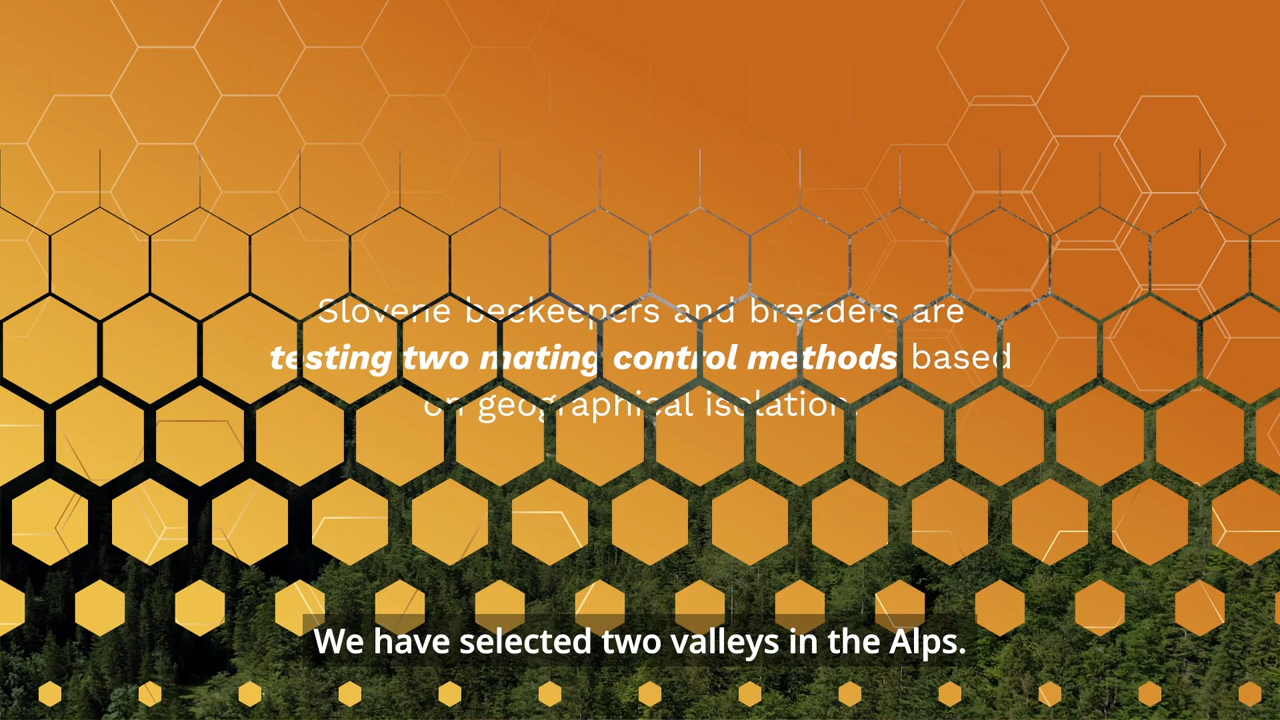 Slovene beekeepers and breeders are
testing two mating control methods based
on geographical isolation.
We have selected two valleys in the Alps.